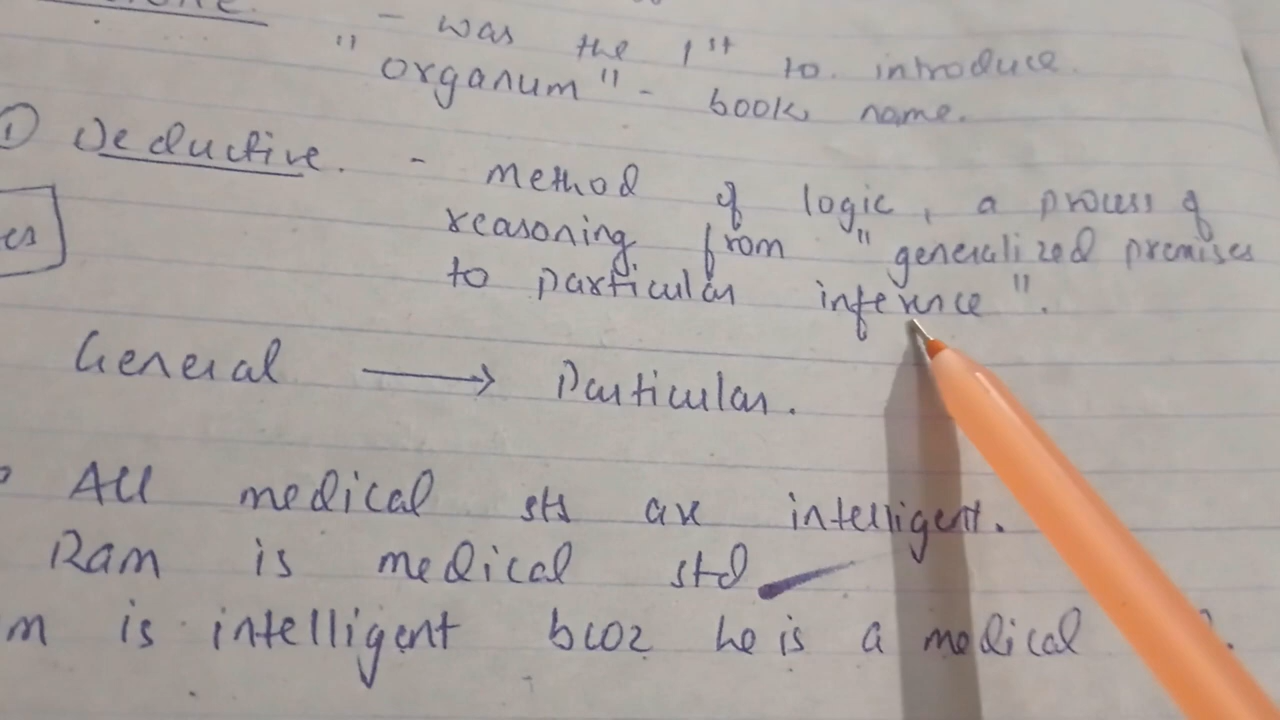 - was the 1st to introduce.
"organum" - book name.
① Deductive. - method of logic, a process of
reasoning from "generalized premises
to particular inference".
General → Particular.
All medical sts are intelligent.
Ram is medical std
m is intelligent bcoz he is a medical